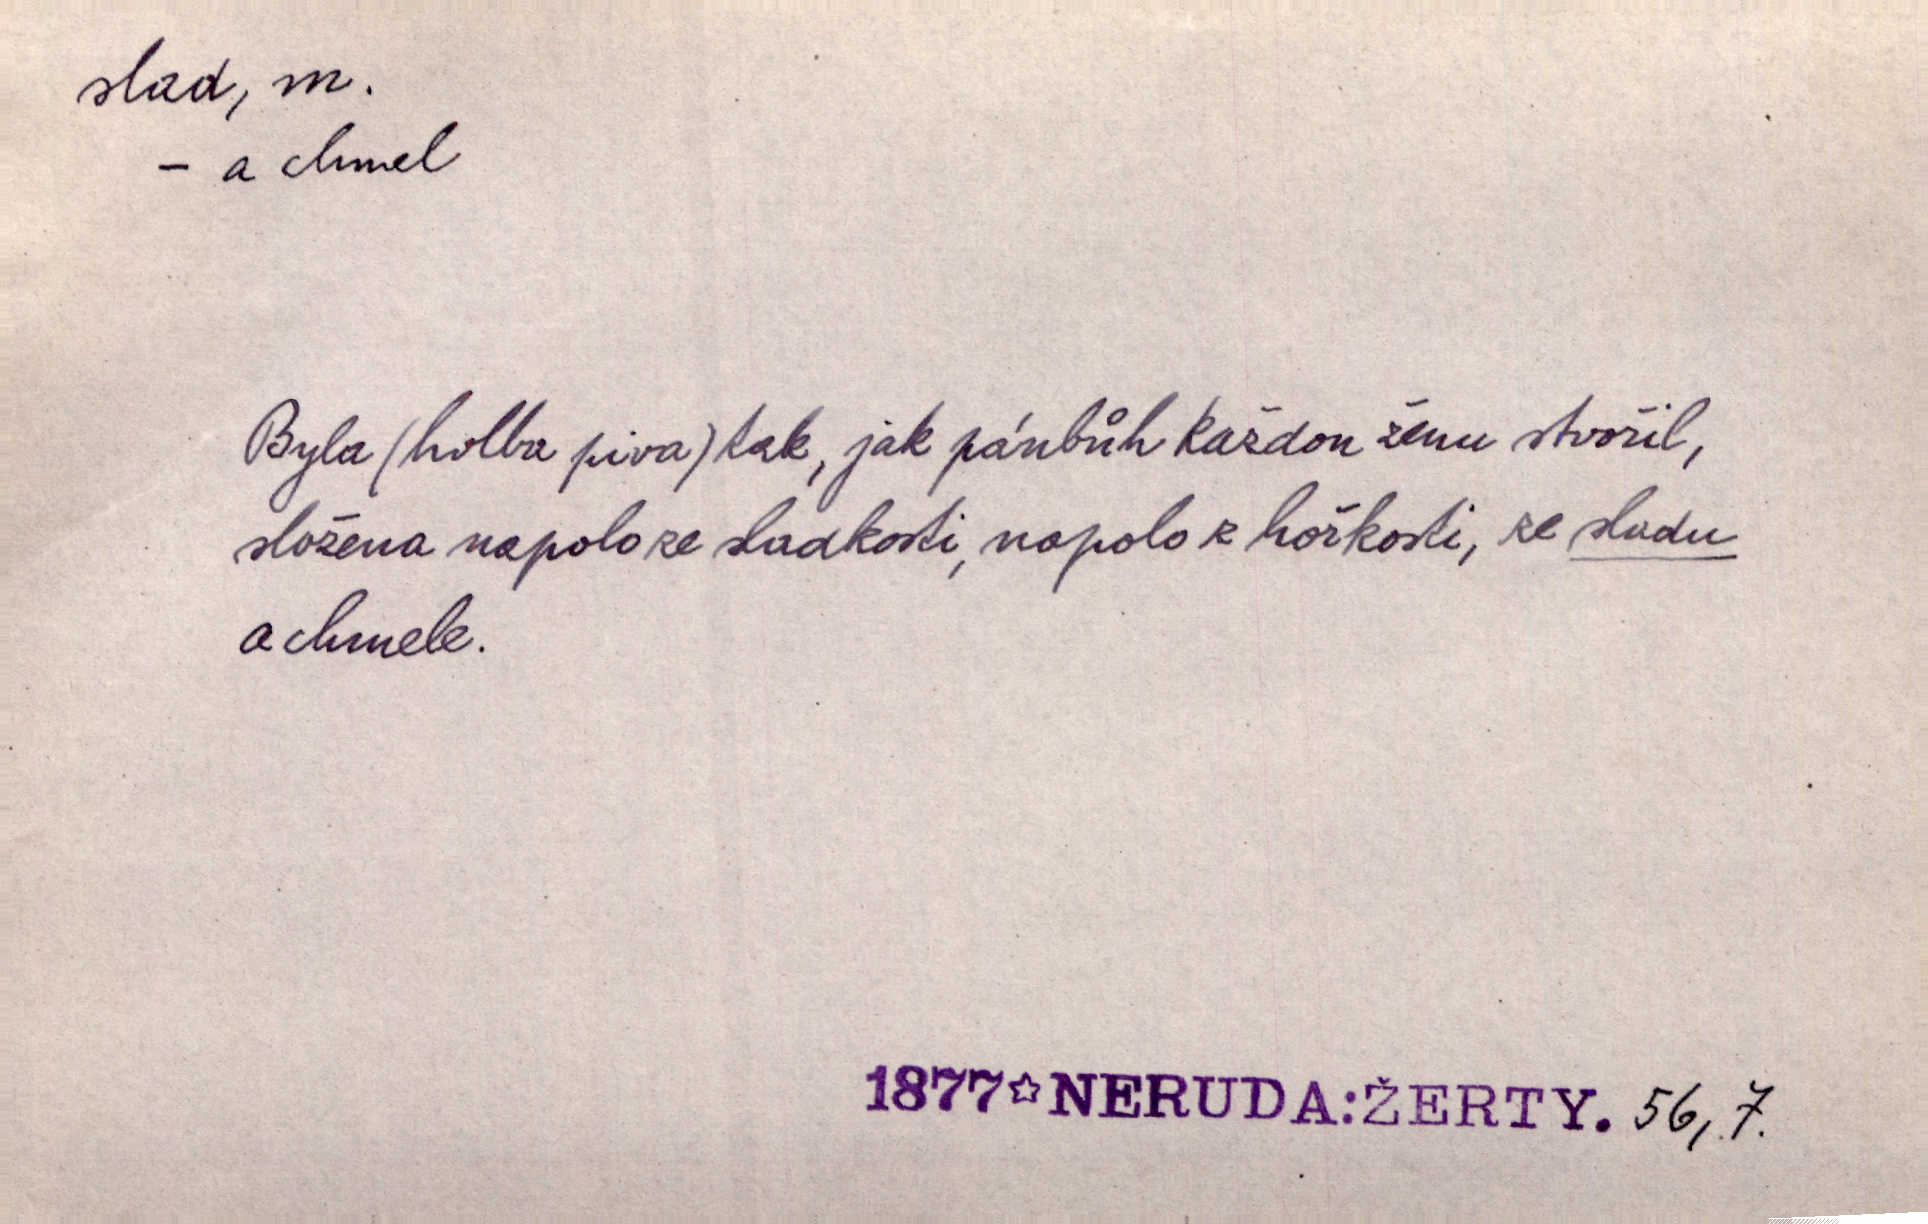 slad, m.
– a chmel
Byla (holba piva) tak, jak pánbůh každou ženu stvořil,
složena napolo ze sladkosti, napolo z hořkosti, ze sladu
a chmele.
1877☆NERUDA:ŽERTY. 56, 7.